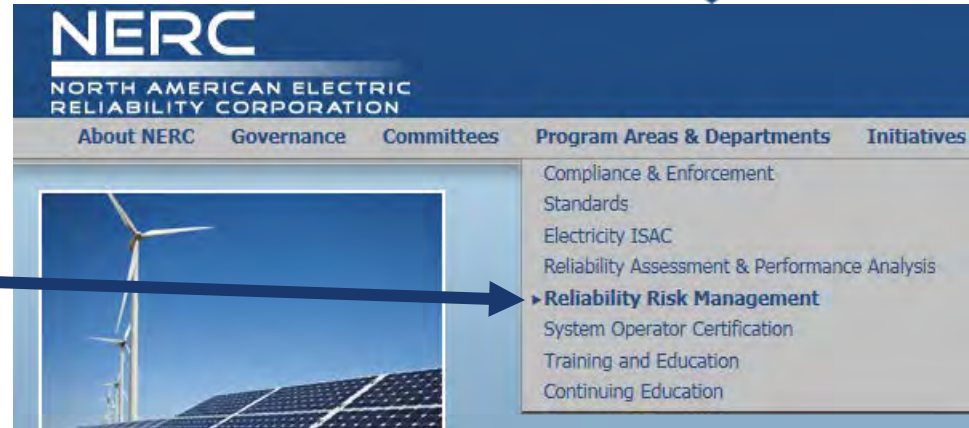 NERC
NORTH AMERICAN ELECTRIC
RELIABILITY CORPORATION
About NERC Governance Committees Program Areas & Departments Initiatives
Compliance & Enforcement
Standards
Electricity ISAC
Reliability Assessment & Performance Analysis
▸Reliability Risk Management
System Operator Certification
Training and Education
Continuing Education